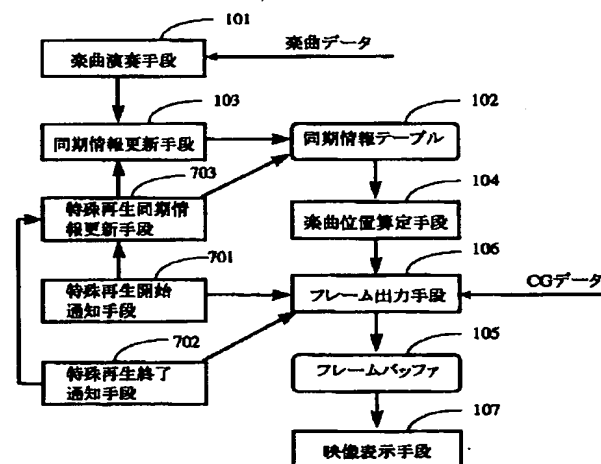 101
楽曲データ
楽曲演奏手段
103
102
同期情報更新手段
同期情報テーブル
703
104
特殊再生同期情
報更新手段
楽曲位置算定手段
701
106
特殊再生開始
通知手段
フレーム出力手段
CGデータ
702
105
特殊再生終了
通知手段
フレームバッファ
107
映像表示手段